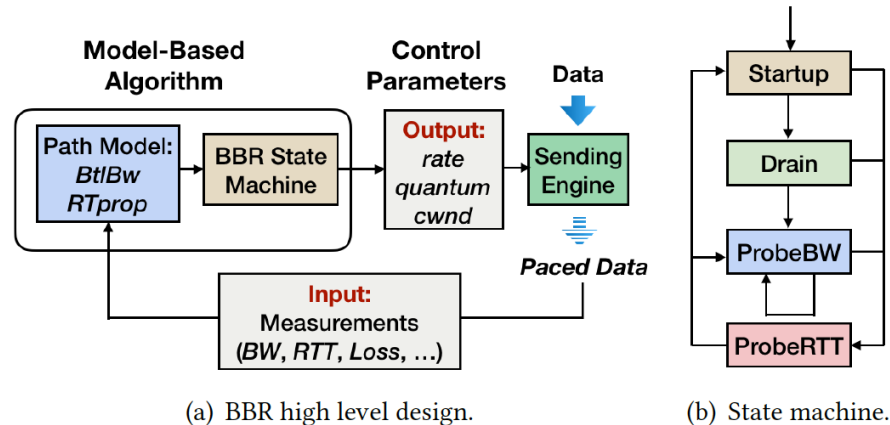 Model-Based
Algorithm
Path Model:
BtlBw
RTprop
BBR State
Machine
Control
Parameters
Output:
rate
quantum
cwnd
Data
Sending
Engine
Paced Data
Input:
Measurements
(BW, RTT, Loss, …)
(a) BBR high level design.
Startup
Drain
ProbeBW
ProbeRTT
(b) State machine.